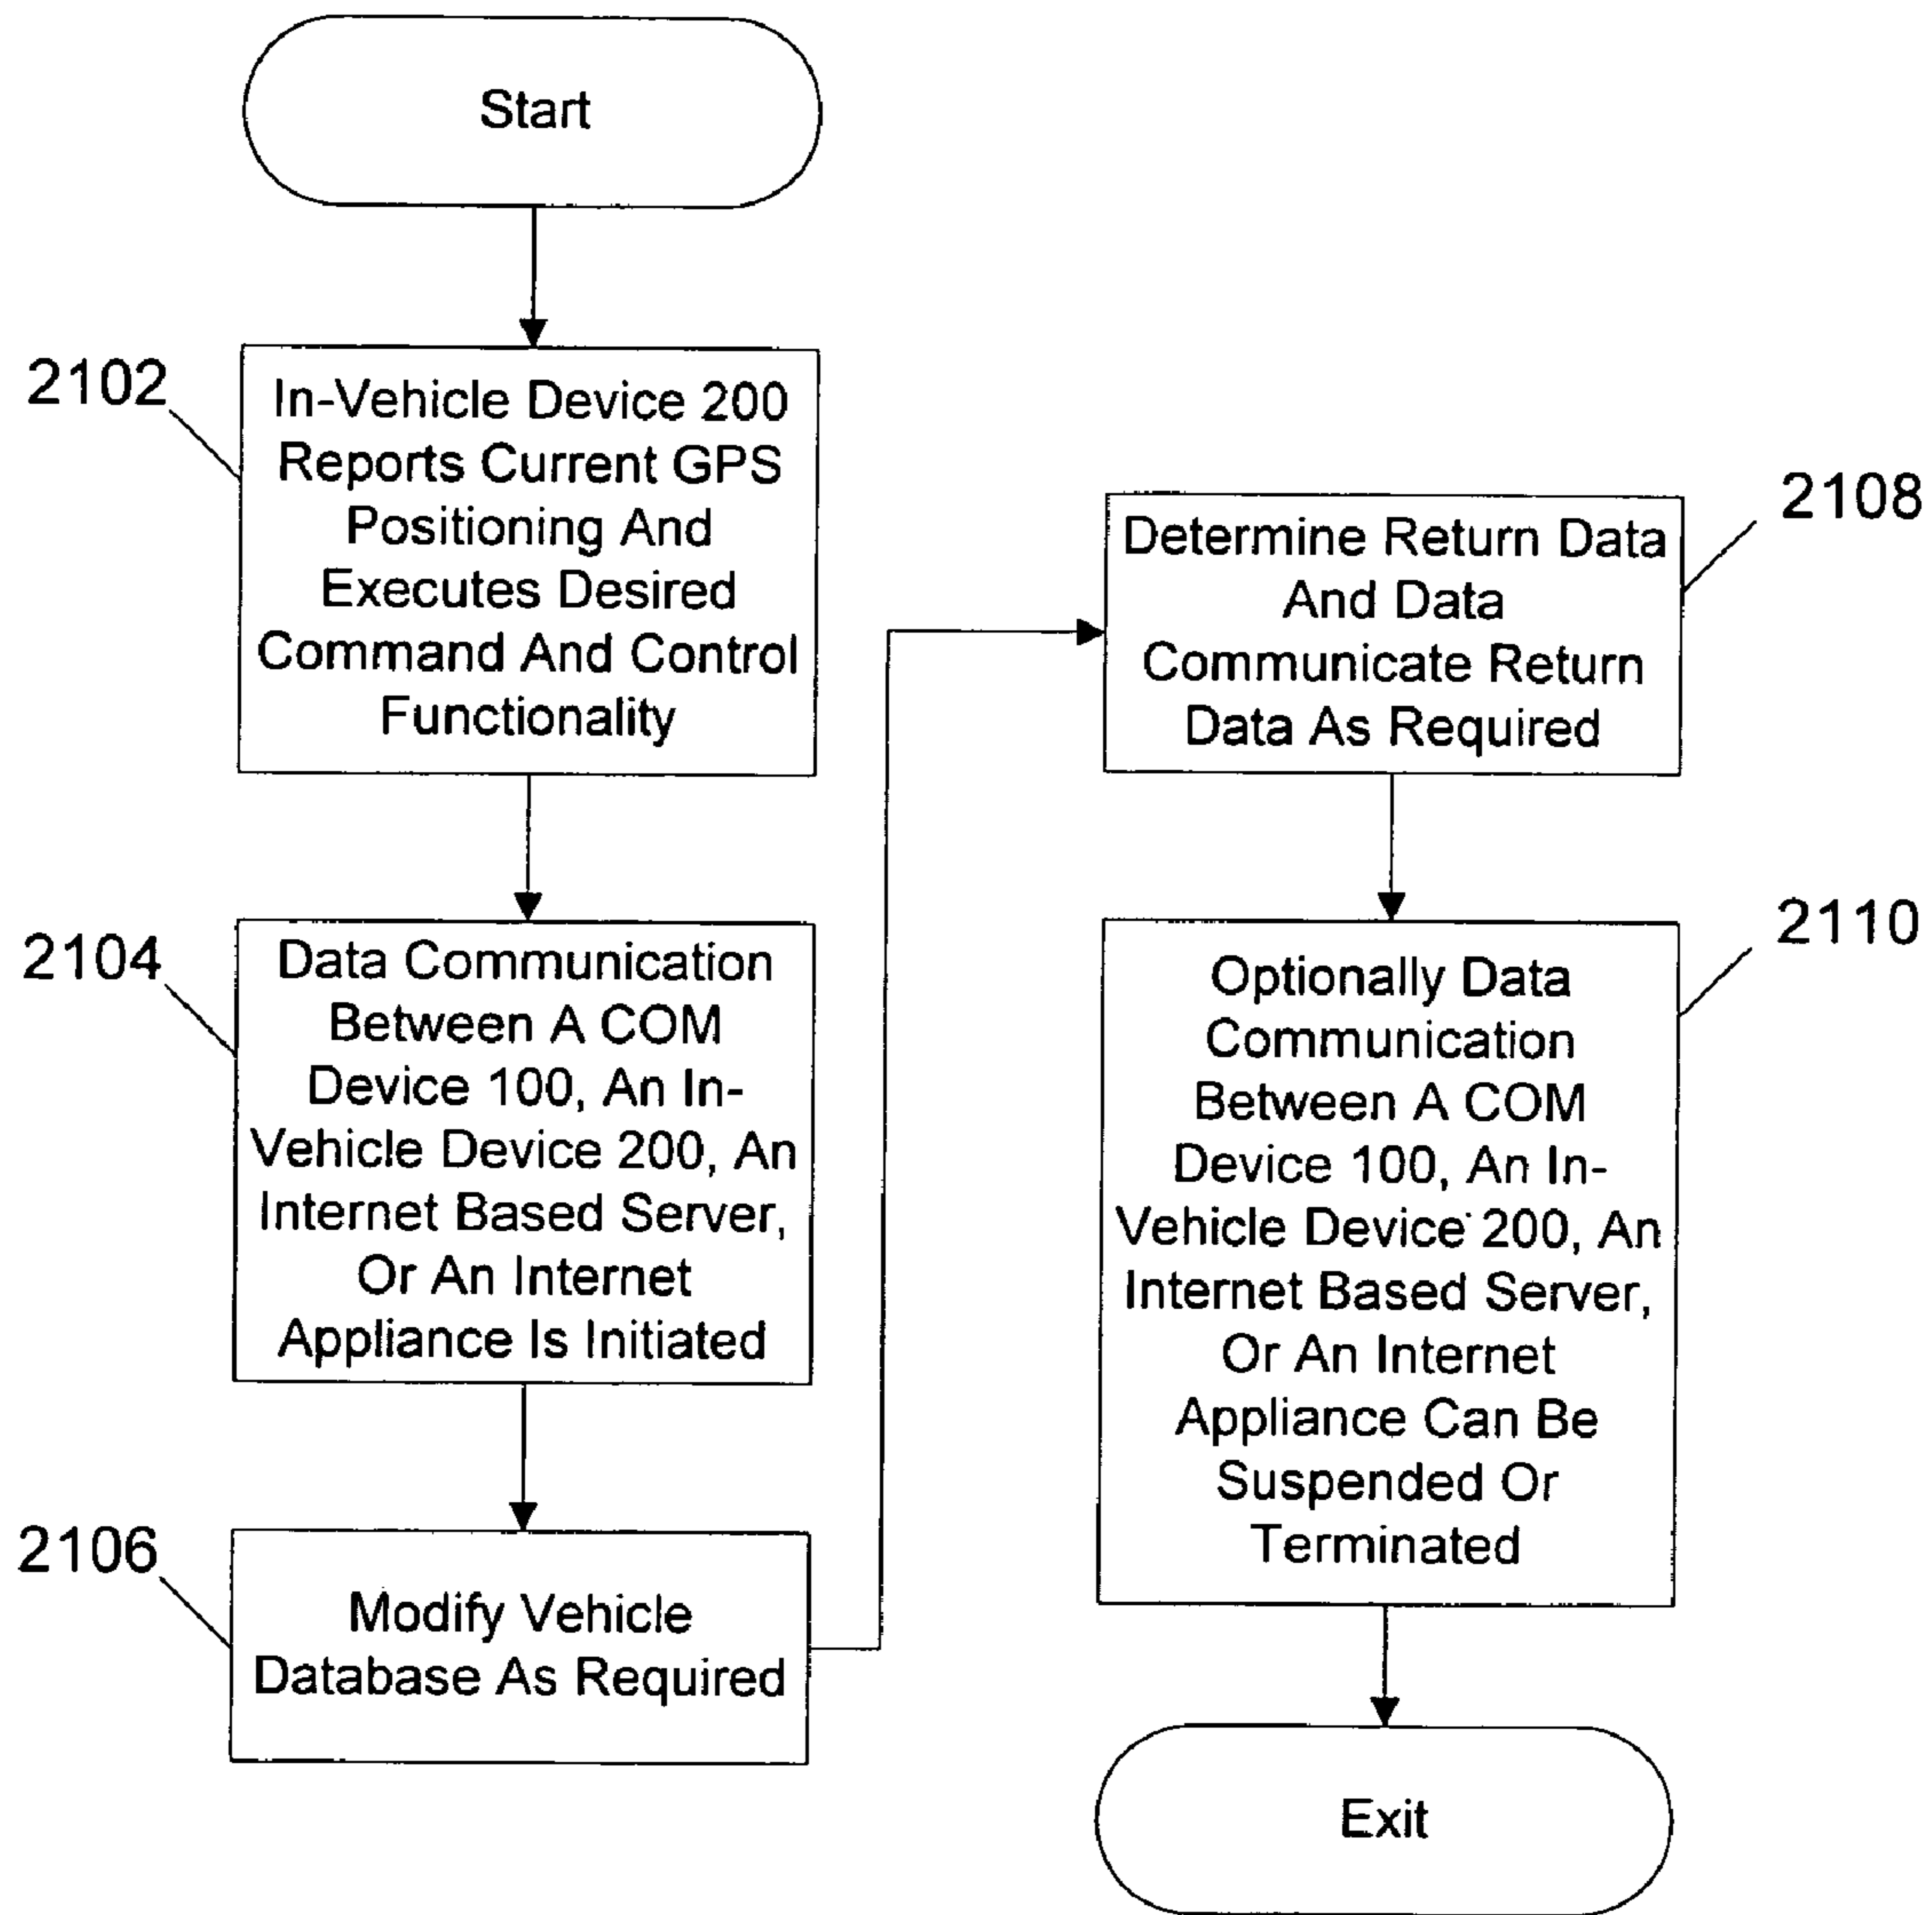 Start
2102
In-Vehicle Device 200
Reports Current GPS
Positioning And
Executes Desired
Command And Control
Functionality
2104
Data Communication
Between A COM
Device 100, An In-
Vehicle Device 200, An
Internet Based Server,
Or An Internet
Appliance Is Initiated
2106
Modify Vehicle
Database As Required
2108
Determine Return Data
And Data
Communicate Return
Data As Required
2110
Optionally Data
Communication
Between A COM
Device 100, An In-
Vehicle Device 200, An
Internet Based Server,
Or An Internet
Appliance Can Be
Suspended Or
Terminated
Exit